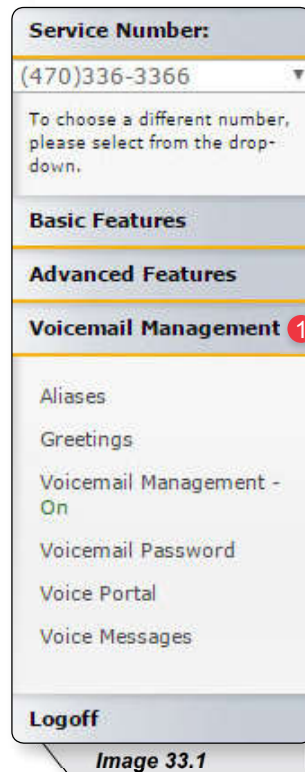 Service Number:
(470)336-3366 ▼
To choose a different number,
please select from the drop-
down.
Basic Features
Advanced Features
Voicemail Management 1
Aliases
Greetings
Voicemail Management -
On
Voicemail Password
Voice Portal
Voice Messages
Logoff
Image 33.1